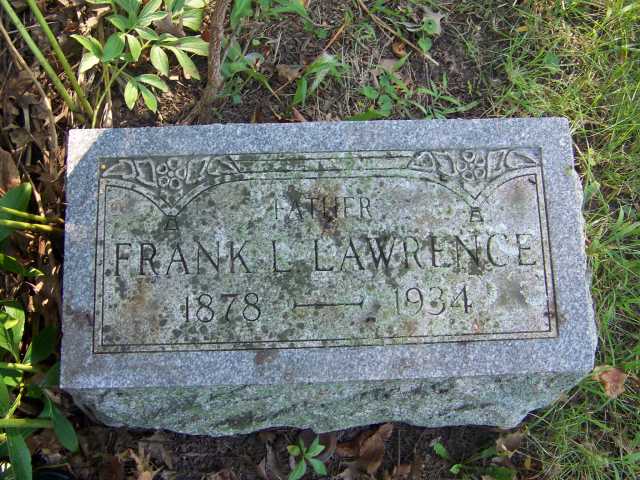 FATHER
FRANK L LAWRENCE
1878 — 1934